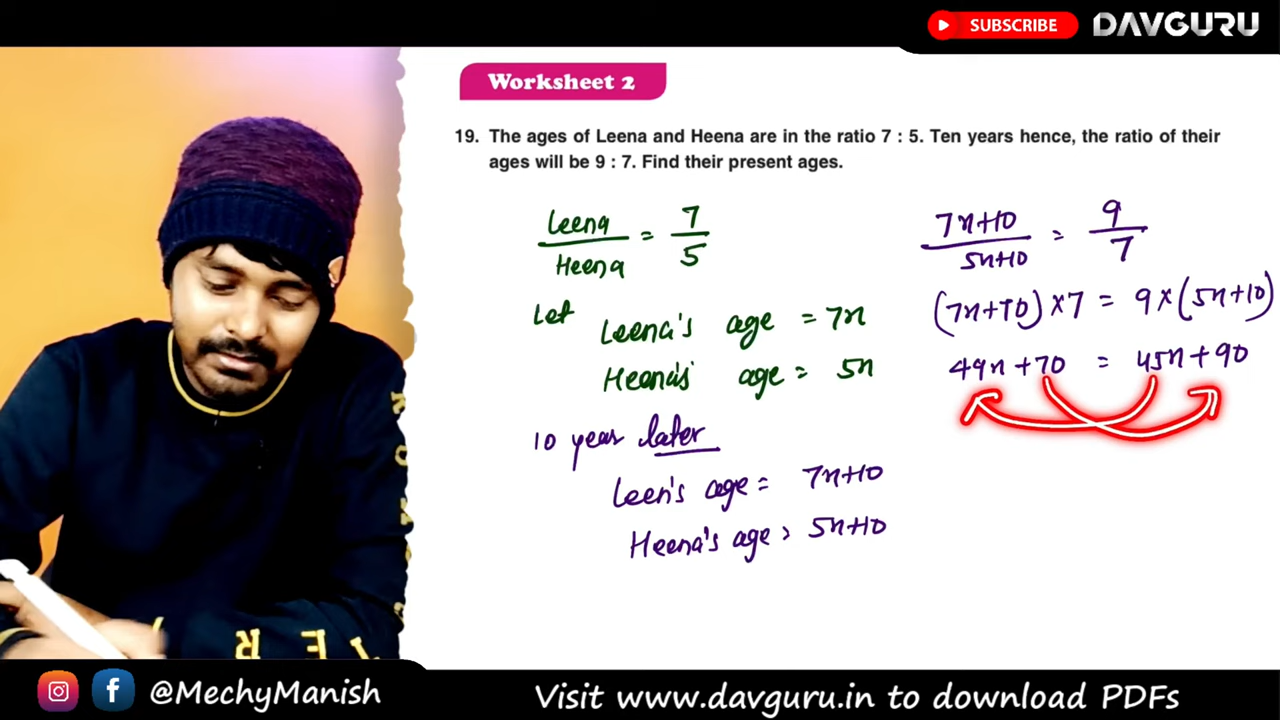 SUBSCRIBE DAVGURU
Worksheet 2
19. The ages of Leena and Heena are in the ratio 7 : 5. Ten years hence, the ratio of their
ages will be 9 : 7. Find their present ages.
Leena / Heena = 7 / 5
Let Leena's age = 7x
Heena's age = 5x
10 year later
Leen's age = 7x+10
Heena's age = 5x+10
7x+10 / 5x+10 = 9 / 7
(7x+10)×7 = 9×(5x+10)
49x+70 = 45x+90
@MechyManish
Visit www.davguru.in to download PDFs